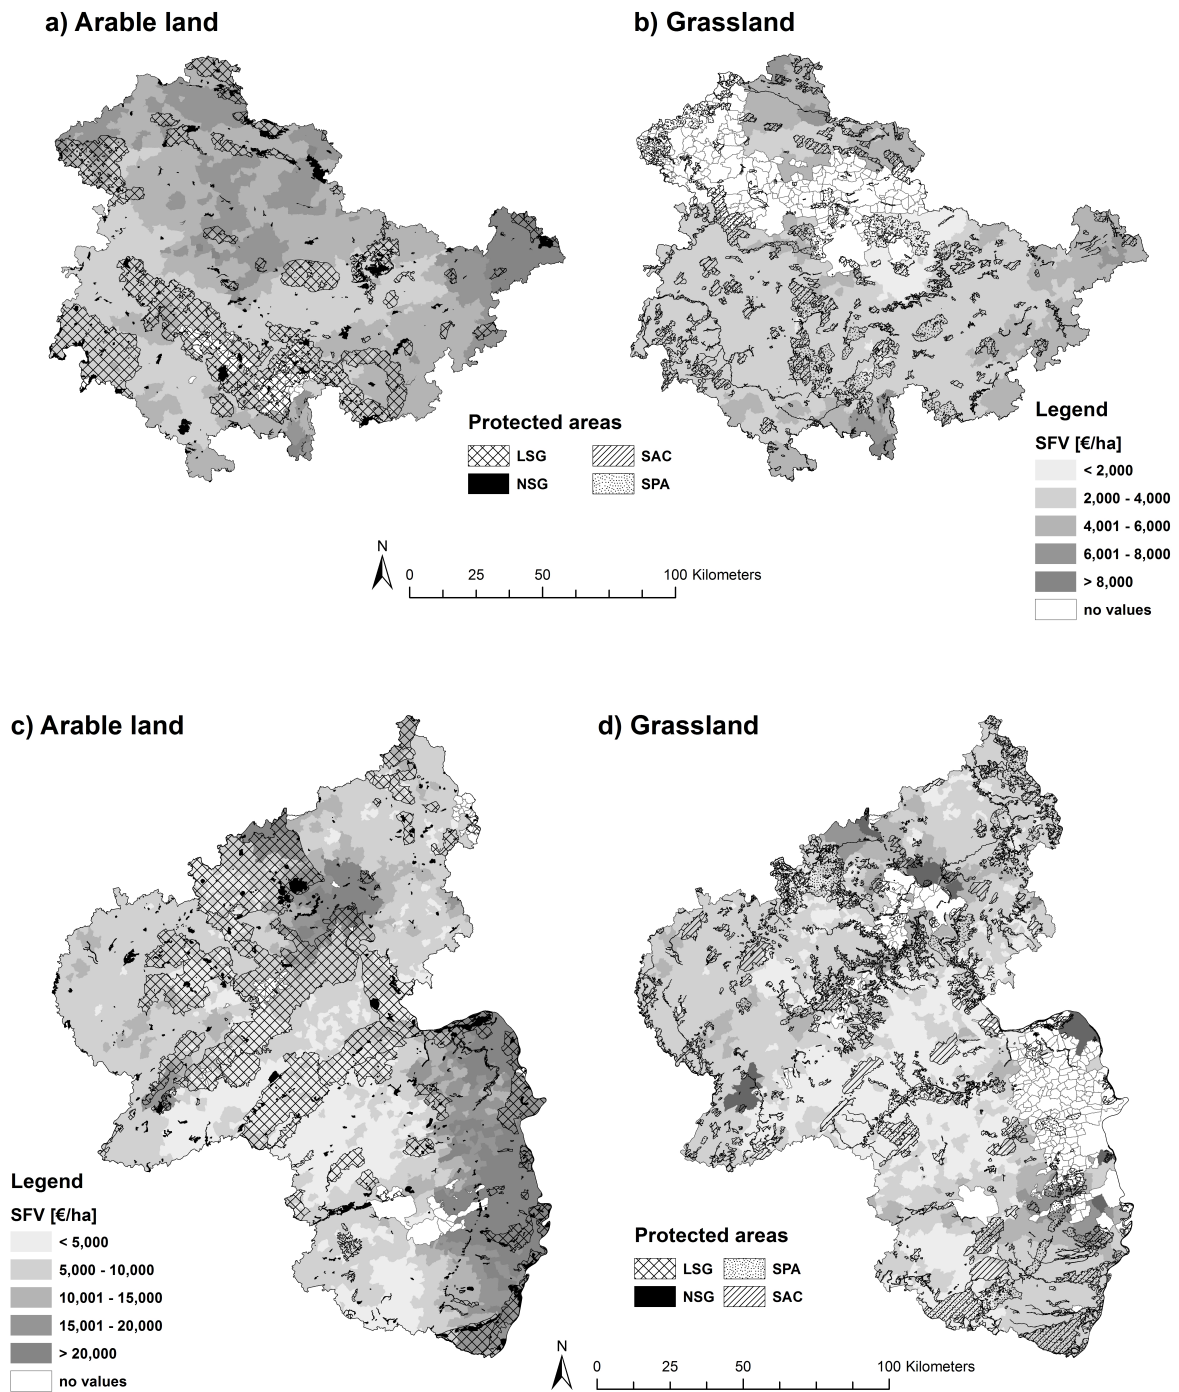 a) Arable land
b) Grassland
Protected areas
LSG
SAC
NSG
SPA
Legend
SFV [€/ha]
< 2,000
2,000 - 4,000
4,001 - 6,000
6,001 - 8,000
> 8,000
no values
N
0 25 50 100 Kilometers
c) Arable land
d) Grassland
Legend
SFV [€/ha]
< 5,000
5,000 - 10,000
10,001 - 15,000
15,001 - 20,000
> 20,000
no values
Protected areas
LSG
SPA
NSG
SAC
N
0 25 50 100 Kilometers